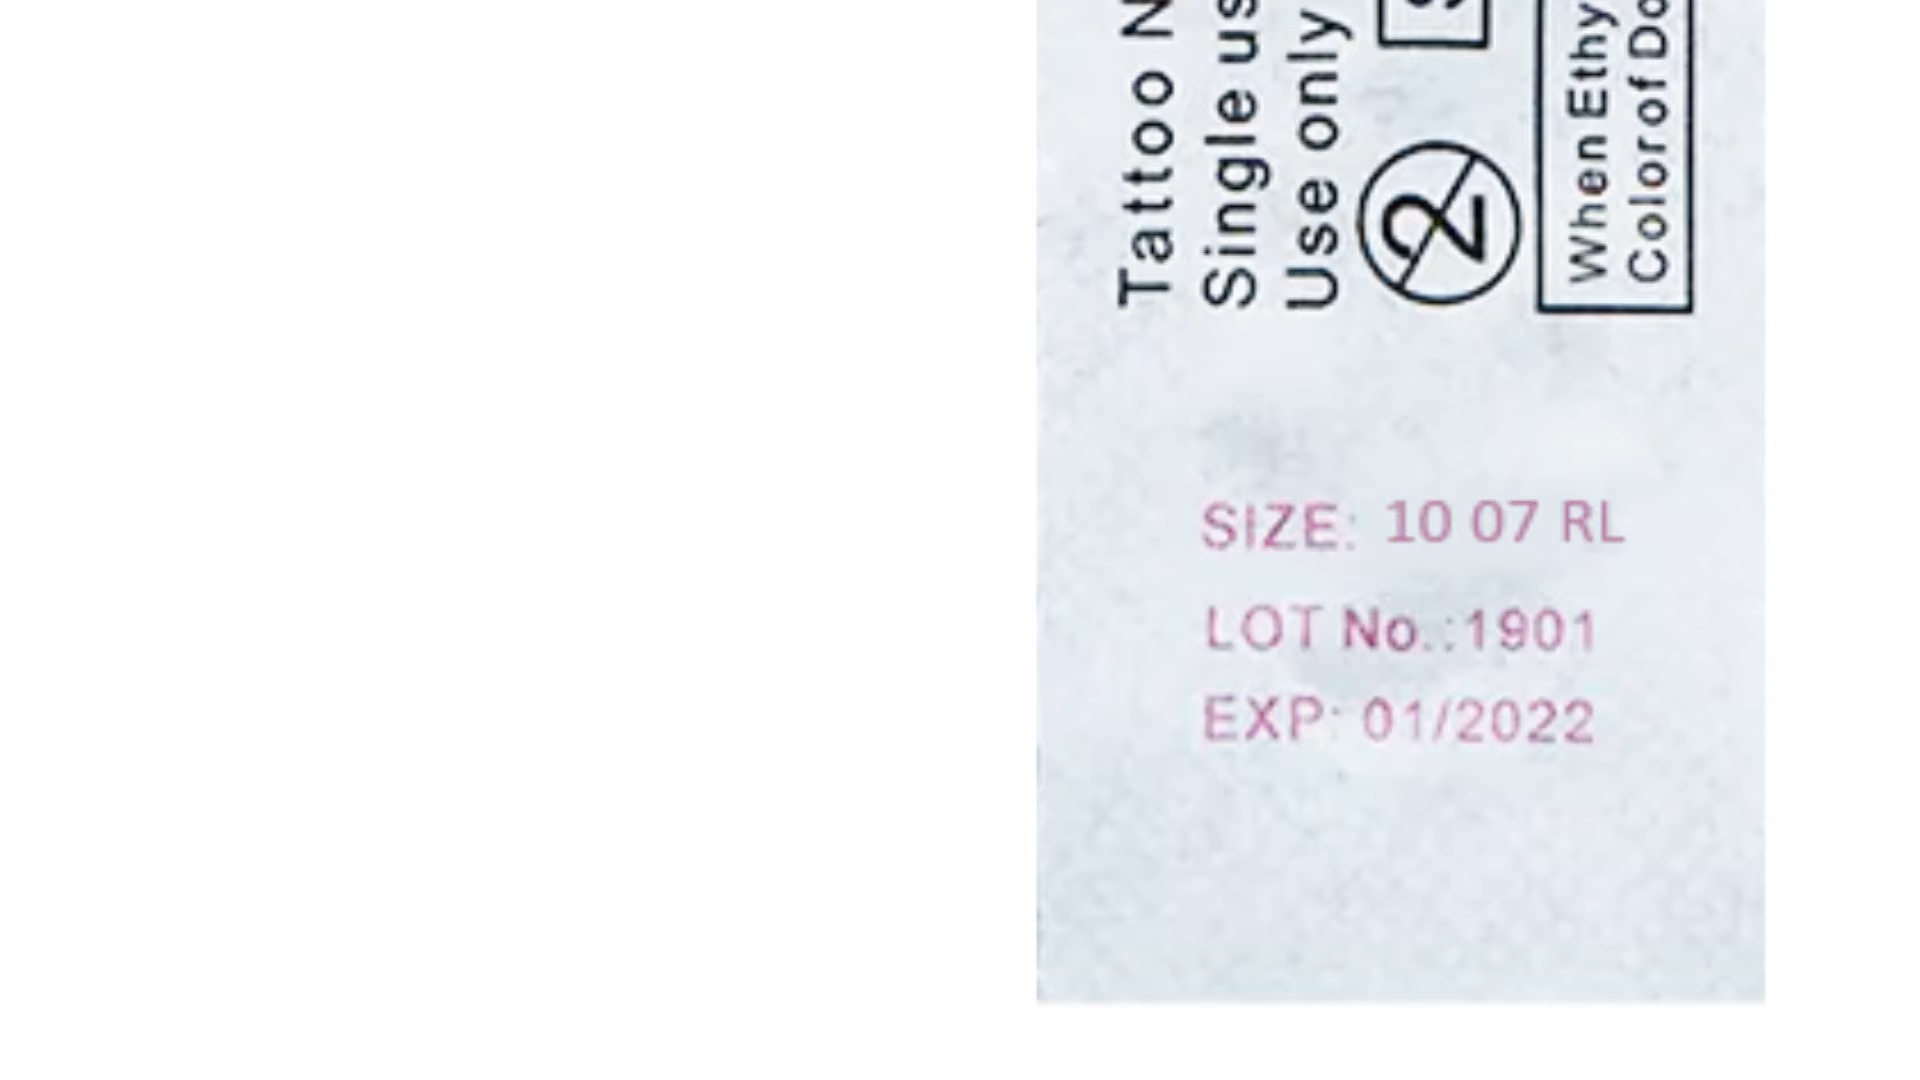 Tattoo N
Single us
Use only
2
When Ethy
Color of Do
SIZE: 10 07 RL
LOT No.:1901
EXP: 01/2022